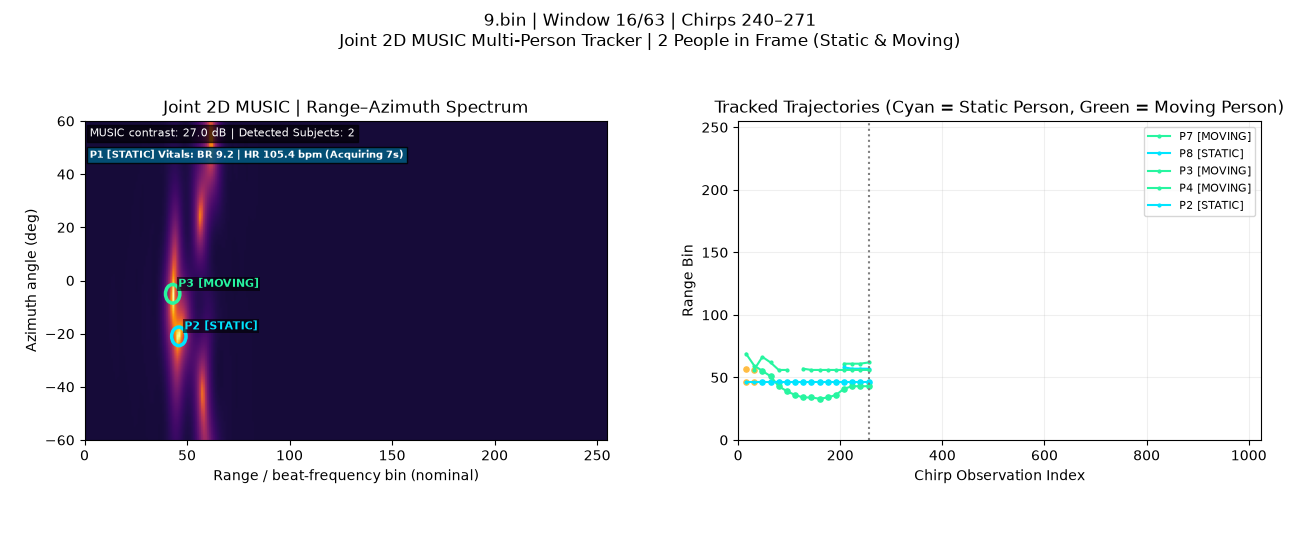 9.bin | Window 16/63 | Chirps 240–271
Joint 2D MUSIC Multi-Person Tracker | 2 People in Frame (Static & Moving)
Joint 2D MUSIC | Range–Azimuth Spectrum
MUSIC contrast: 27.0 dB | Detected Subjects: 2
P1 [STATIC] Vitals: BR 9.2 | HR 105.4 bpm (Acquiring 7s)
P3 [MOVING]
P2 [STATIC]
60
40
20
0
−20
−40
−60
Azimuth angle (deg)
0
50
100
150
200
250
Range / beat-frequency bin (nominal)
Tracked Trajectories (Cyan = Static Person, Green = Moving Person)
P7 [MOVING]
P8 [STATIC]
P3 [MOVING]
P4 [MOVING]
P2 [STATIC]
250
200
150
100
50
0
Range Bin
0
200
400
600
800
1000
Chirp Observation Index